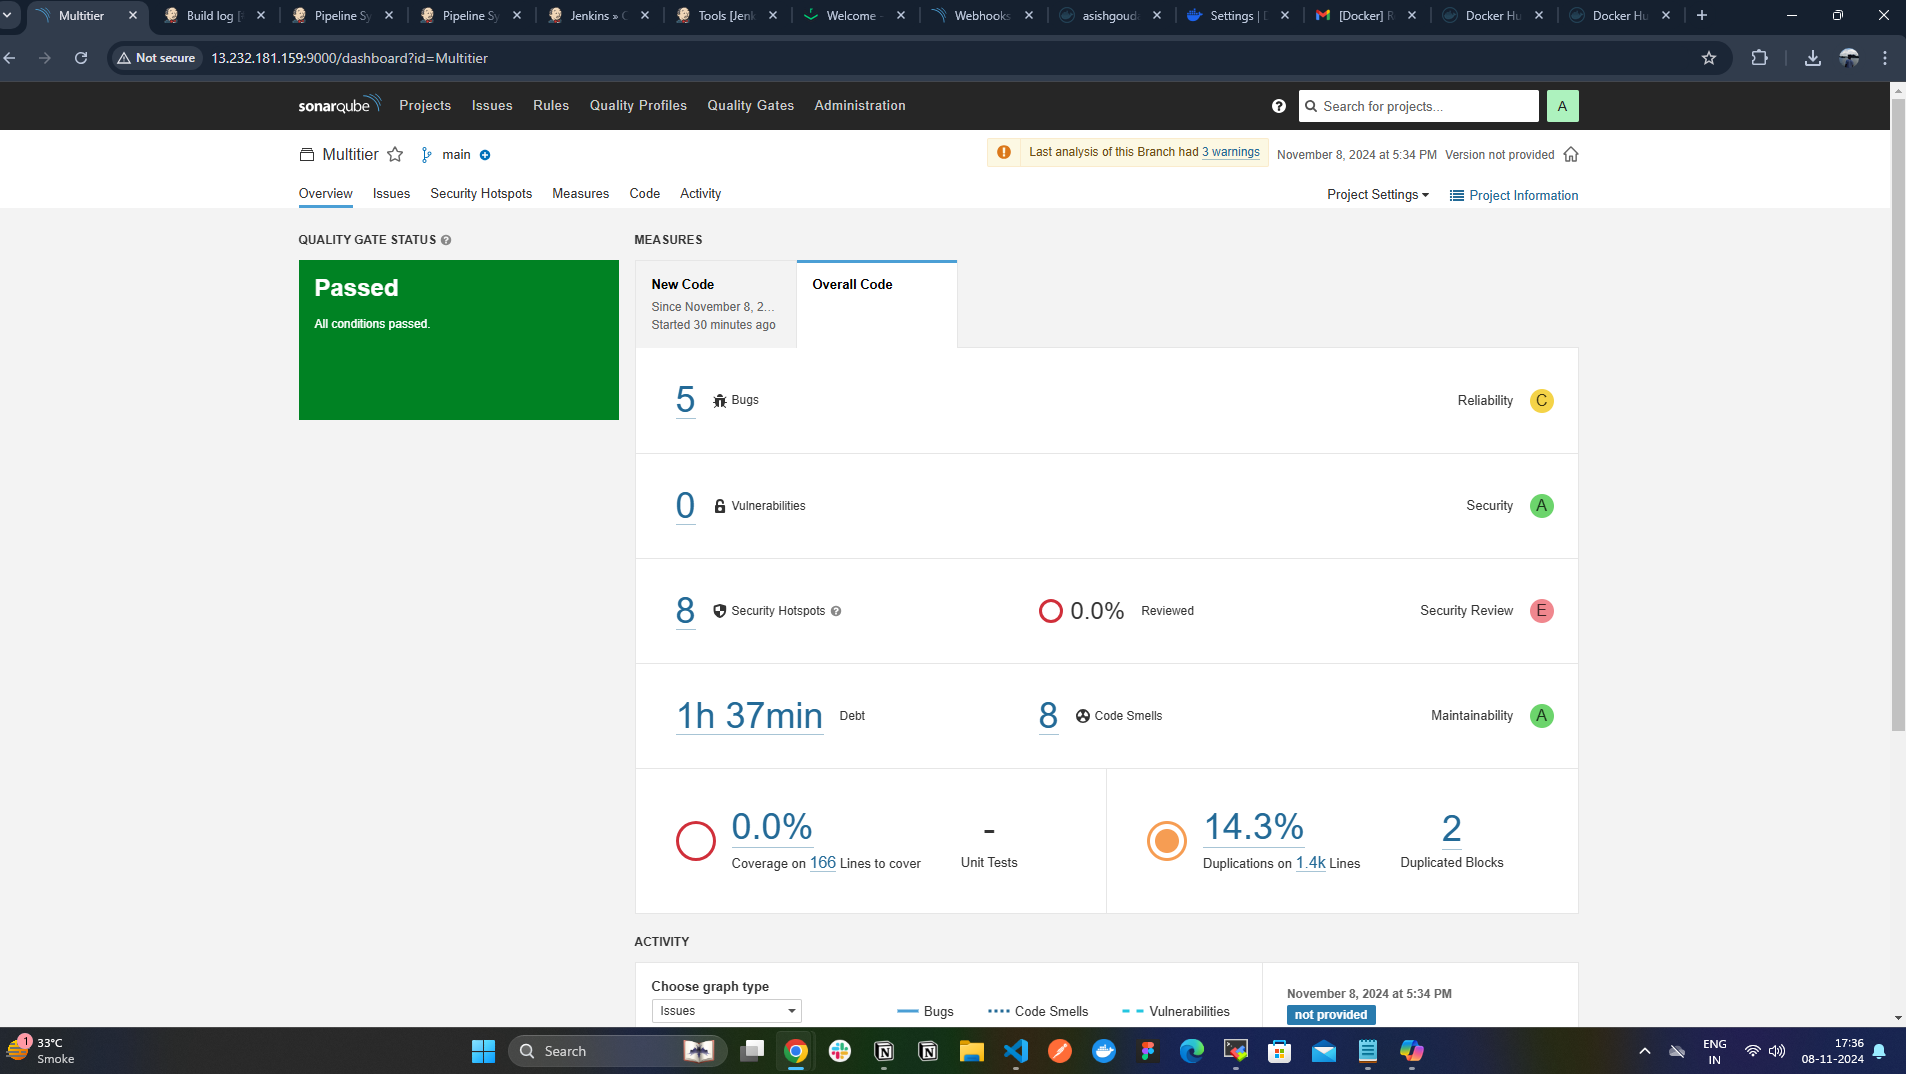 Multitier
Build log [
Pipeline Sy
Pipeline Sy
Jenkins » C
Tools [Jenk
Welcome -
Webhooks
asishgouda
Settings | D
[Docker] R
Docker Hu
Docker Hu
Not secure
13.232.181.159:9000/dashboard?id=Multitier
sonarqube
Projects Issues Rules Quality Profiles Quality Gates Administration
Search for projects...
A
Multitier main
Last analysis of this Branch had 3 warnings
November 8, 2024 at 5:34 PM Version not provided
Overview Issues Security Hotspots Measures Code Activity
Project Settings Project Information
QUALITY GATE STATUS
Passed
All conditions passed.
MEASURES
New Code
Since November 8, 2...
Started 30 minutes ago
Overall Code
5 Bugs Reliability C
0 Vulnerabilities Security A
8 Security Hotspots 0.0% Reviewed Security Review E
1h 37min Debt 8 Code Smells Maintainability A
0.0%
Coverage on 166 Lines to cover
-
Unit Tests
14.3%
Duplications on 1.4k Lines
2
Duplicated Blocks
ACTIVITY
Choose graph type
Issues
Bugs Code Smells Vulnerabilities
November 8, 2024 at 5:34 PM
not provided
1
33°C
Smoke
Search
ENG
IN
17:36
08-11-2024